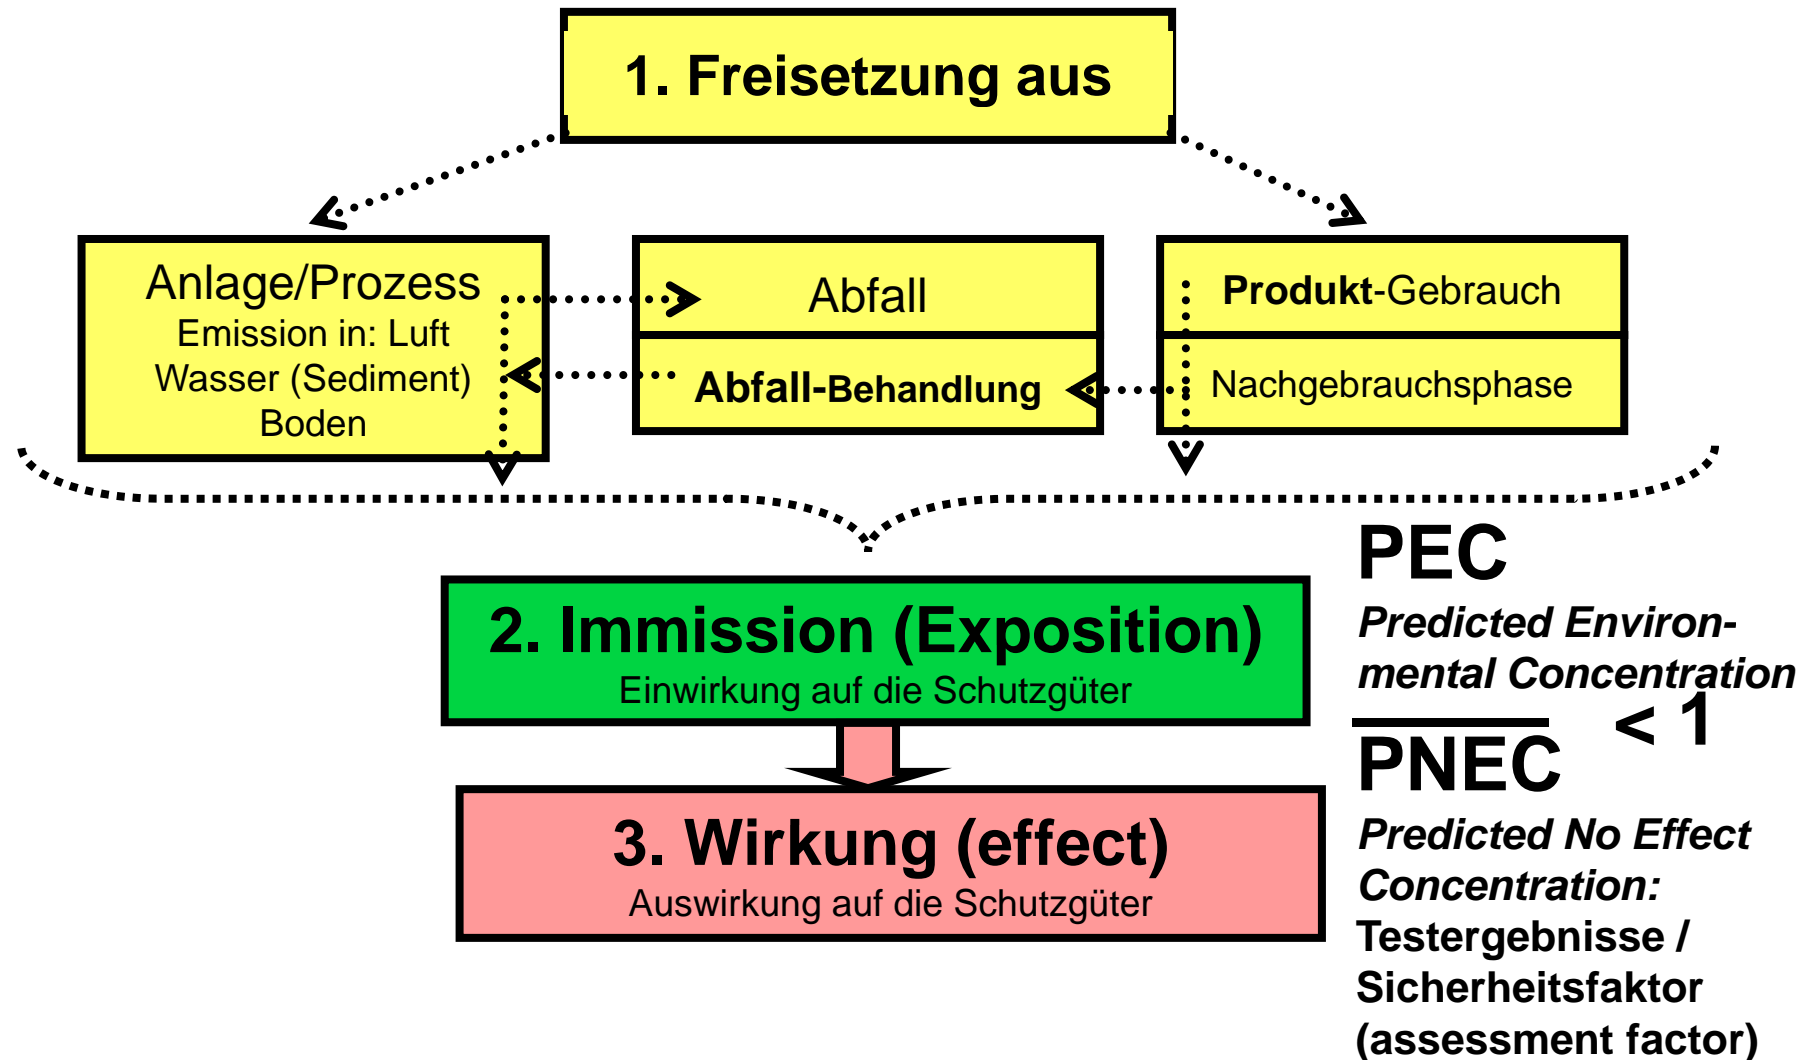 1. Freisetzung aus
Anlage/Prozess
Emission in: Luft
Wasser (Sediment)
Boden
Abfall
Abfall-Behandlung
Produkt-Gebrauch
Nachgebrauchsphase
2. Immission (Exposition)
Einwirkung auf die Schutzgüter
3. Wirkung (effect)
Auswirkung auf die Schutzgüter
PEC
Predicted Environ-
mental Concentration
< 1
PNEC
Predicted No Effect
Concentration:
Testergebnisse /
Sicherheitsfaktor
(assessment factor)